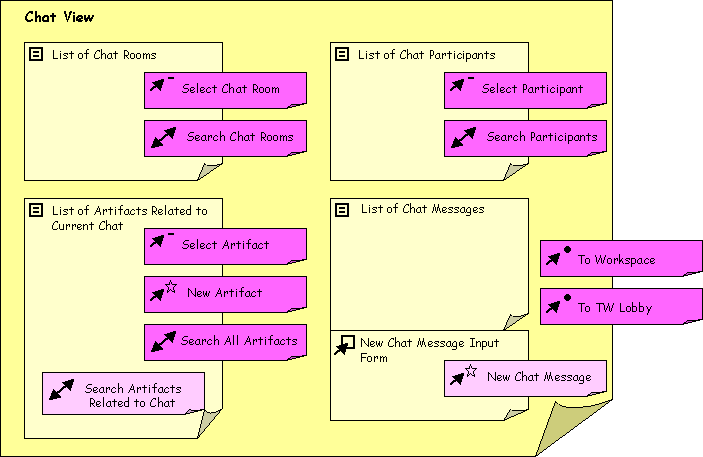 Chat View
List of Chat Rooms
Select Chat Room
Search Chat Rooms
List of Chat Participants
Select Participant
Search Participants
List of Artifacts Related to
Current Chat
Select Artifact
New Artifact
Search All Artifacts
Search Artifacts
Related to Chat
List of Chat Messages
To Workspace
To TW Lobby
New Chat Message Input
Form
New Chat Message